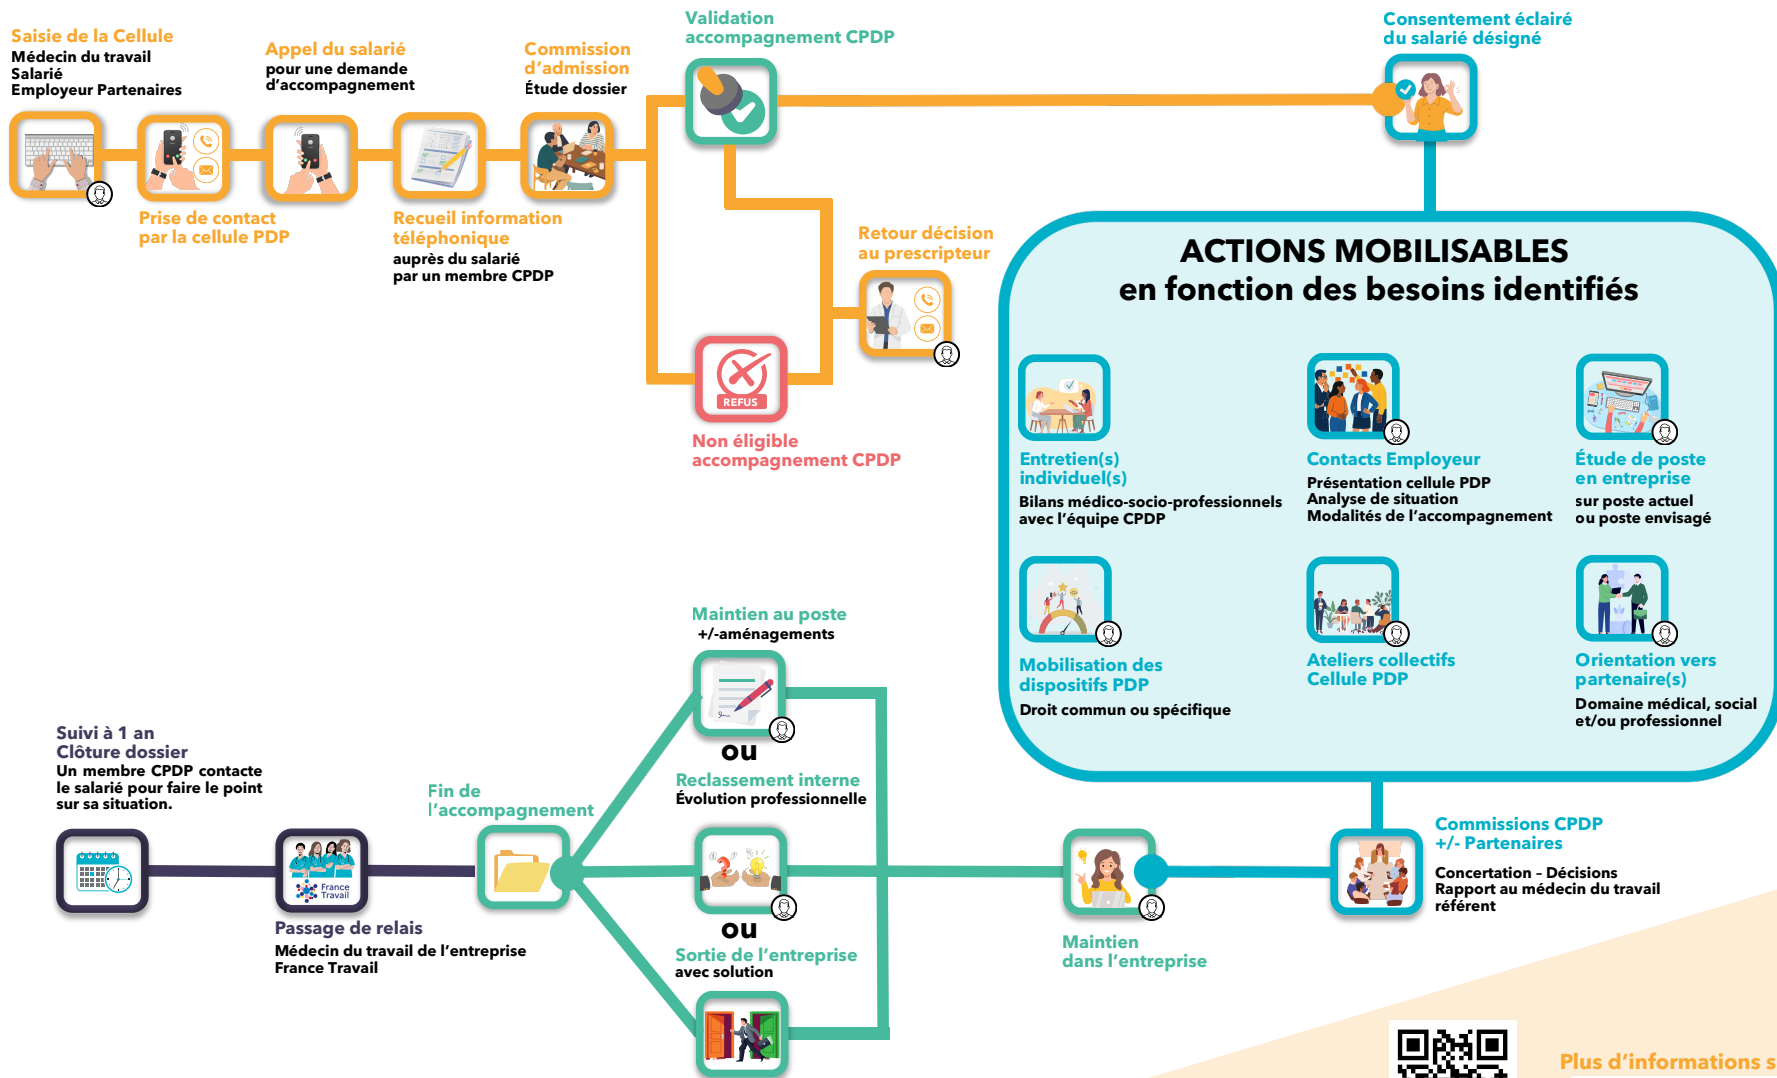 Saisie de la Cellule
Médecin du travail
Salarié
Employeur Partenaires
Prise de contact
par la cellule PDP
Appel du salarié
pour une demande
d'accompagnement
Recueil information
téléphonique
auprès du salarié
par un membre CPDP
Commission
d'admission
Étude dossier
Validation
accompagnement CPDP
REFUS
Non éligible
accompagnement CPDP
Retour décision
au prescripteur
Consentement éclairé
du salarié désigné
ACTIONS MOBILISABLES
en fonction des besoins identifiés
Entretien(s)
individuel(s)
Bilans médico-socio-professionnels
avec l'équipe CPDP
Contacts Employeur
Présentation cellule PDP
Analyse de situation
Modalités de l'accompagnement
Étude de poste
en entreprise
sur poste actuel
ou poste envisagé
Mobilisation des
dispositifs PDP
Droit commun ou spécifique
Ateliers collectifs
Cellule PDP
Orientation vers
partenaire(s)
Domaine médical, social
et/ou professionnel
Commissions CPDP
+/- Partenaires
Concertation – Décisions
Rapport au médecin du travail
référent
Maintien
dans l'entreprise
Maintien au poste
+/-aménagements
ou
Reclassement interne
Évolution professionnelle
ou
Sortie de l'entreprise
avec solution
Fin de
l'accompagnement
France
Travail
Passage de relais
Médecin du travail de l'entreprise
France Travail
Suivi à 1 an
Clôture dossier
Un membre CPDP contacte
le salarié pour faire le point
sur sa situation.
Plus d'informations s